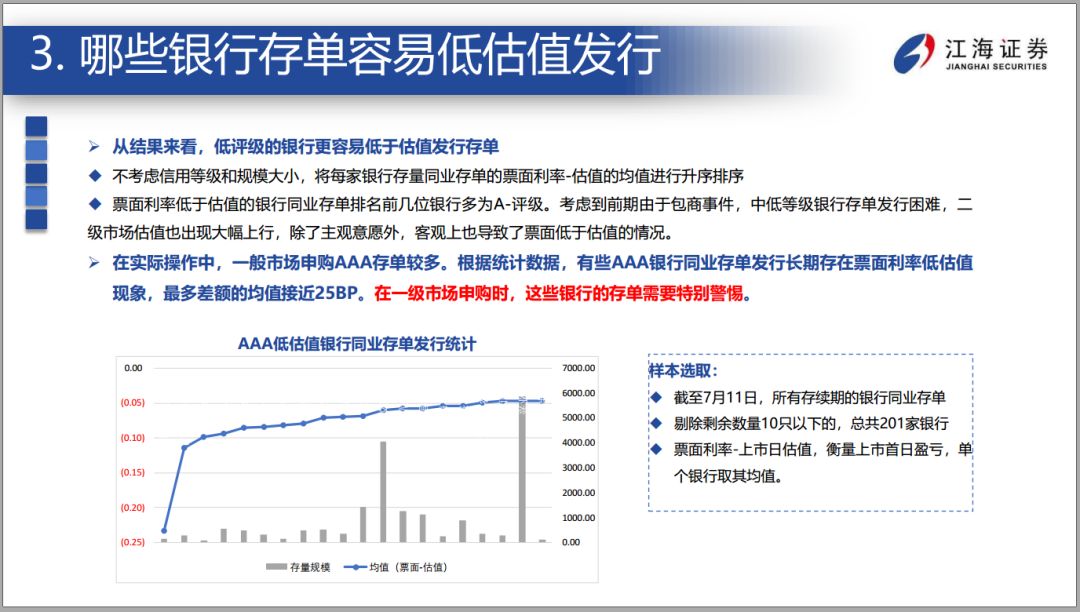 3. 哪些银行存单容易低估值发行
江海证券
JIANGHAI SECURITIES
➢ 从结果来看，低评级的银行更容易低于估值发行存单
◆ 不考虑信用等级和规模大小，将每家银行存量同业存单的票面利率-估值的均值进行升序排序
◆ 票面利率低于估值的银行同业存单排名前几位银行多为A-评级。考虑到前期由于包商事件，中低等级银行存单发行困难，二
级市场估值也出现大幅上行，除了主观意愿外，客观上也导致了票面低于估值的情况。
➢ 在实际操作中，一般市场申购AAA存单较多。根据统计数据，有些AAA银行同业存单发行长期存在票面利率低估值
现象，最多差额的均值接近25BP。在一级市场申购时，这些银行的存单需要特别警惕。
AAA低估值银行同业存单发行统计
0.00
(0.05)
(0.10)
(0.15)
(0.20)
(0.25)
7000.00
6000.00
5000.00
4000.00
3000.00
2000.00
1000.00
0.00
存量规模 均值（票面-估值）
样本选取：
◆ 截至7月11日，所有存续期的银行同业存单
◆ 剔除剩余数量10只以下的，总共201家银行
◆ 票面利率-上市日估值，衡量上市首日盈亏，单
个银行取其均值。